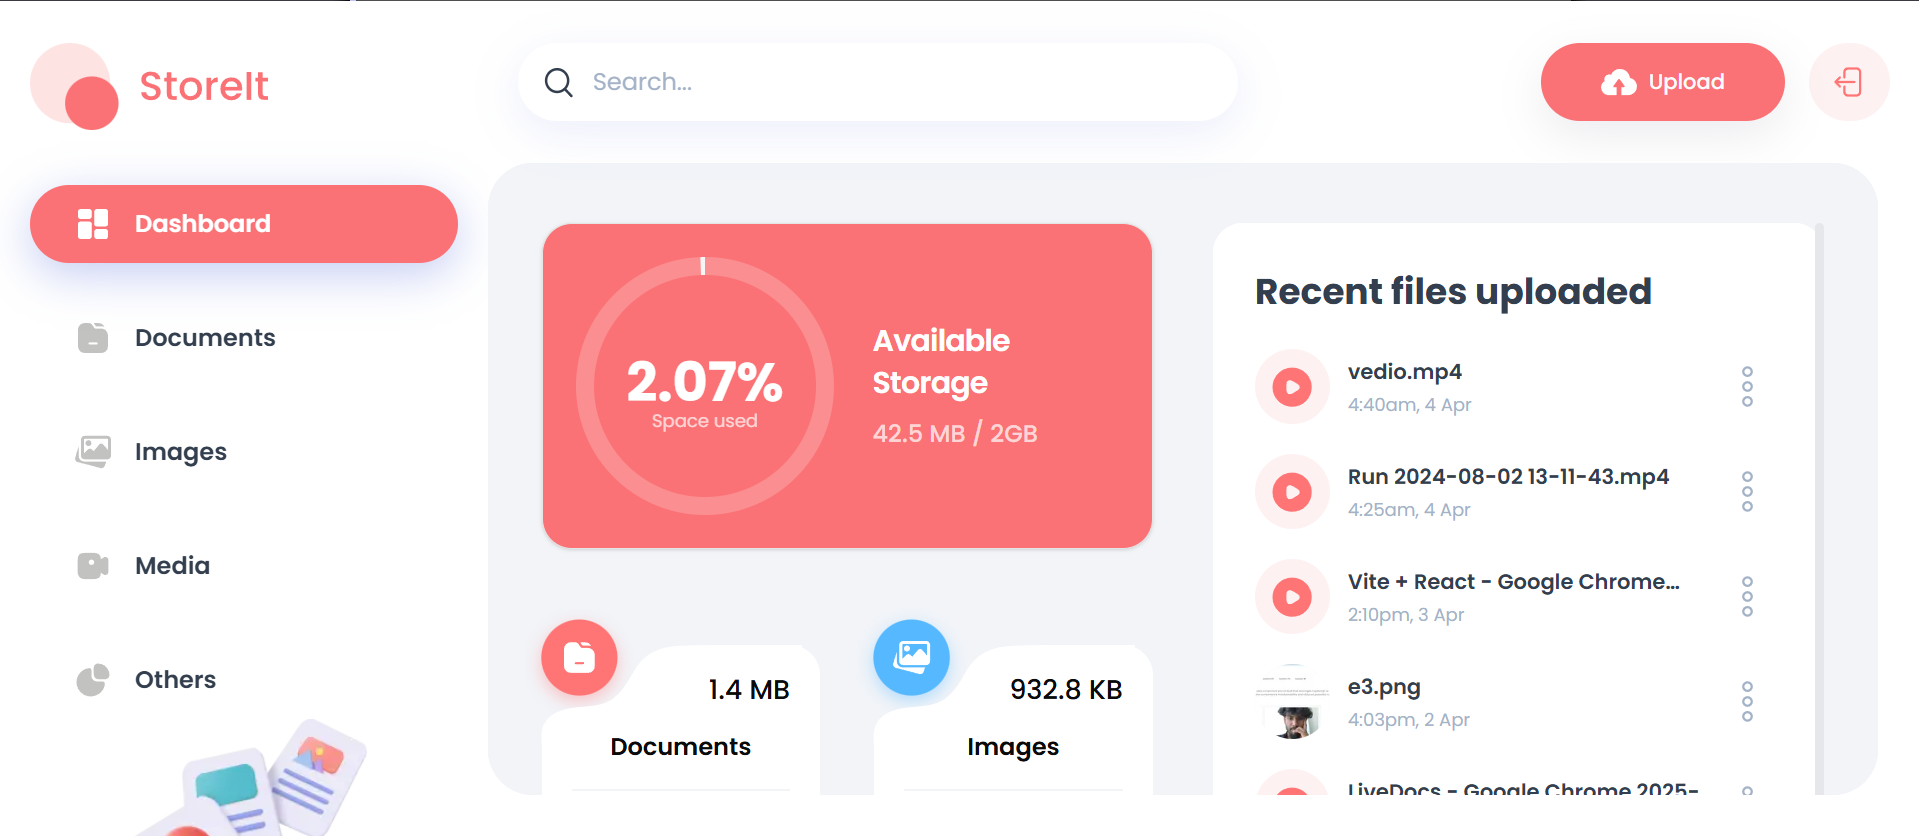 StoreIt
Search...
Upload
Dashboard
Documents
Images
Media
Others
2.07%
Space used
Available
Storage
42.5 MB / 2GB
1.4 MB
Documents
932.8 KB
Images
Recent files uploaded
vedio.mp4
4:40am, 4 Apr
Run 2024-08-02 13-11-43.mp4
4:25am, 4 Apr
Vite + React - Google Chrome...
2:10pm, 3 Apr
e3.png
4:03pm, 2 Apr
LiveDocs - Google Chrome 2025-